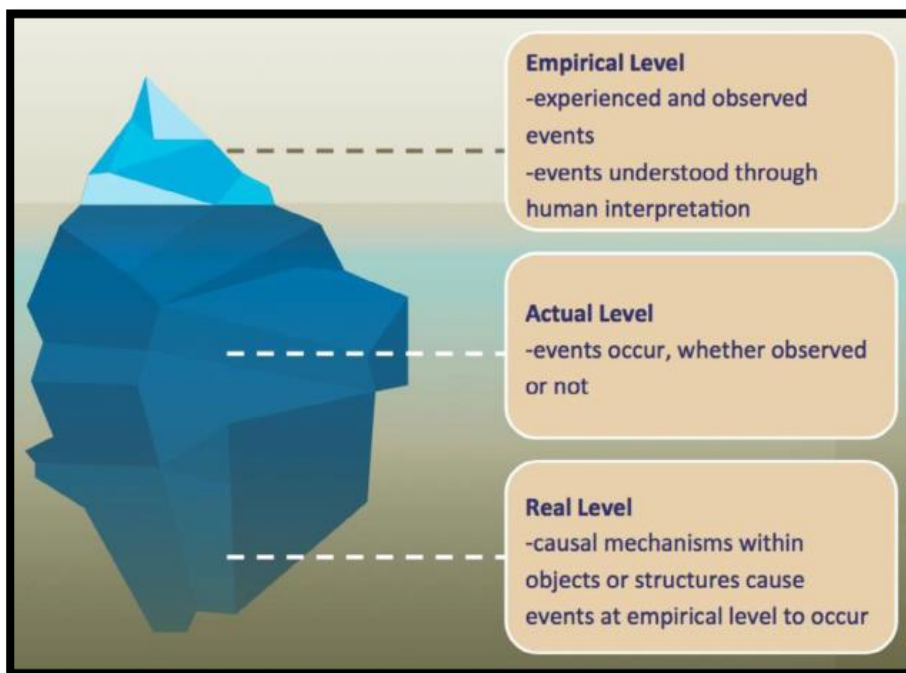 Empirical Level
-experienced and observed
events
-events understood through
human interpretation
Actual Level
-events occur, whether observed
or not
Real Level
-causal mechanisms within
objects or structures cause
events at empirical level to occur